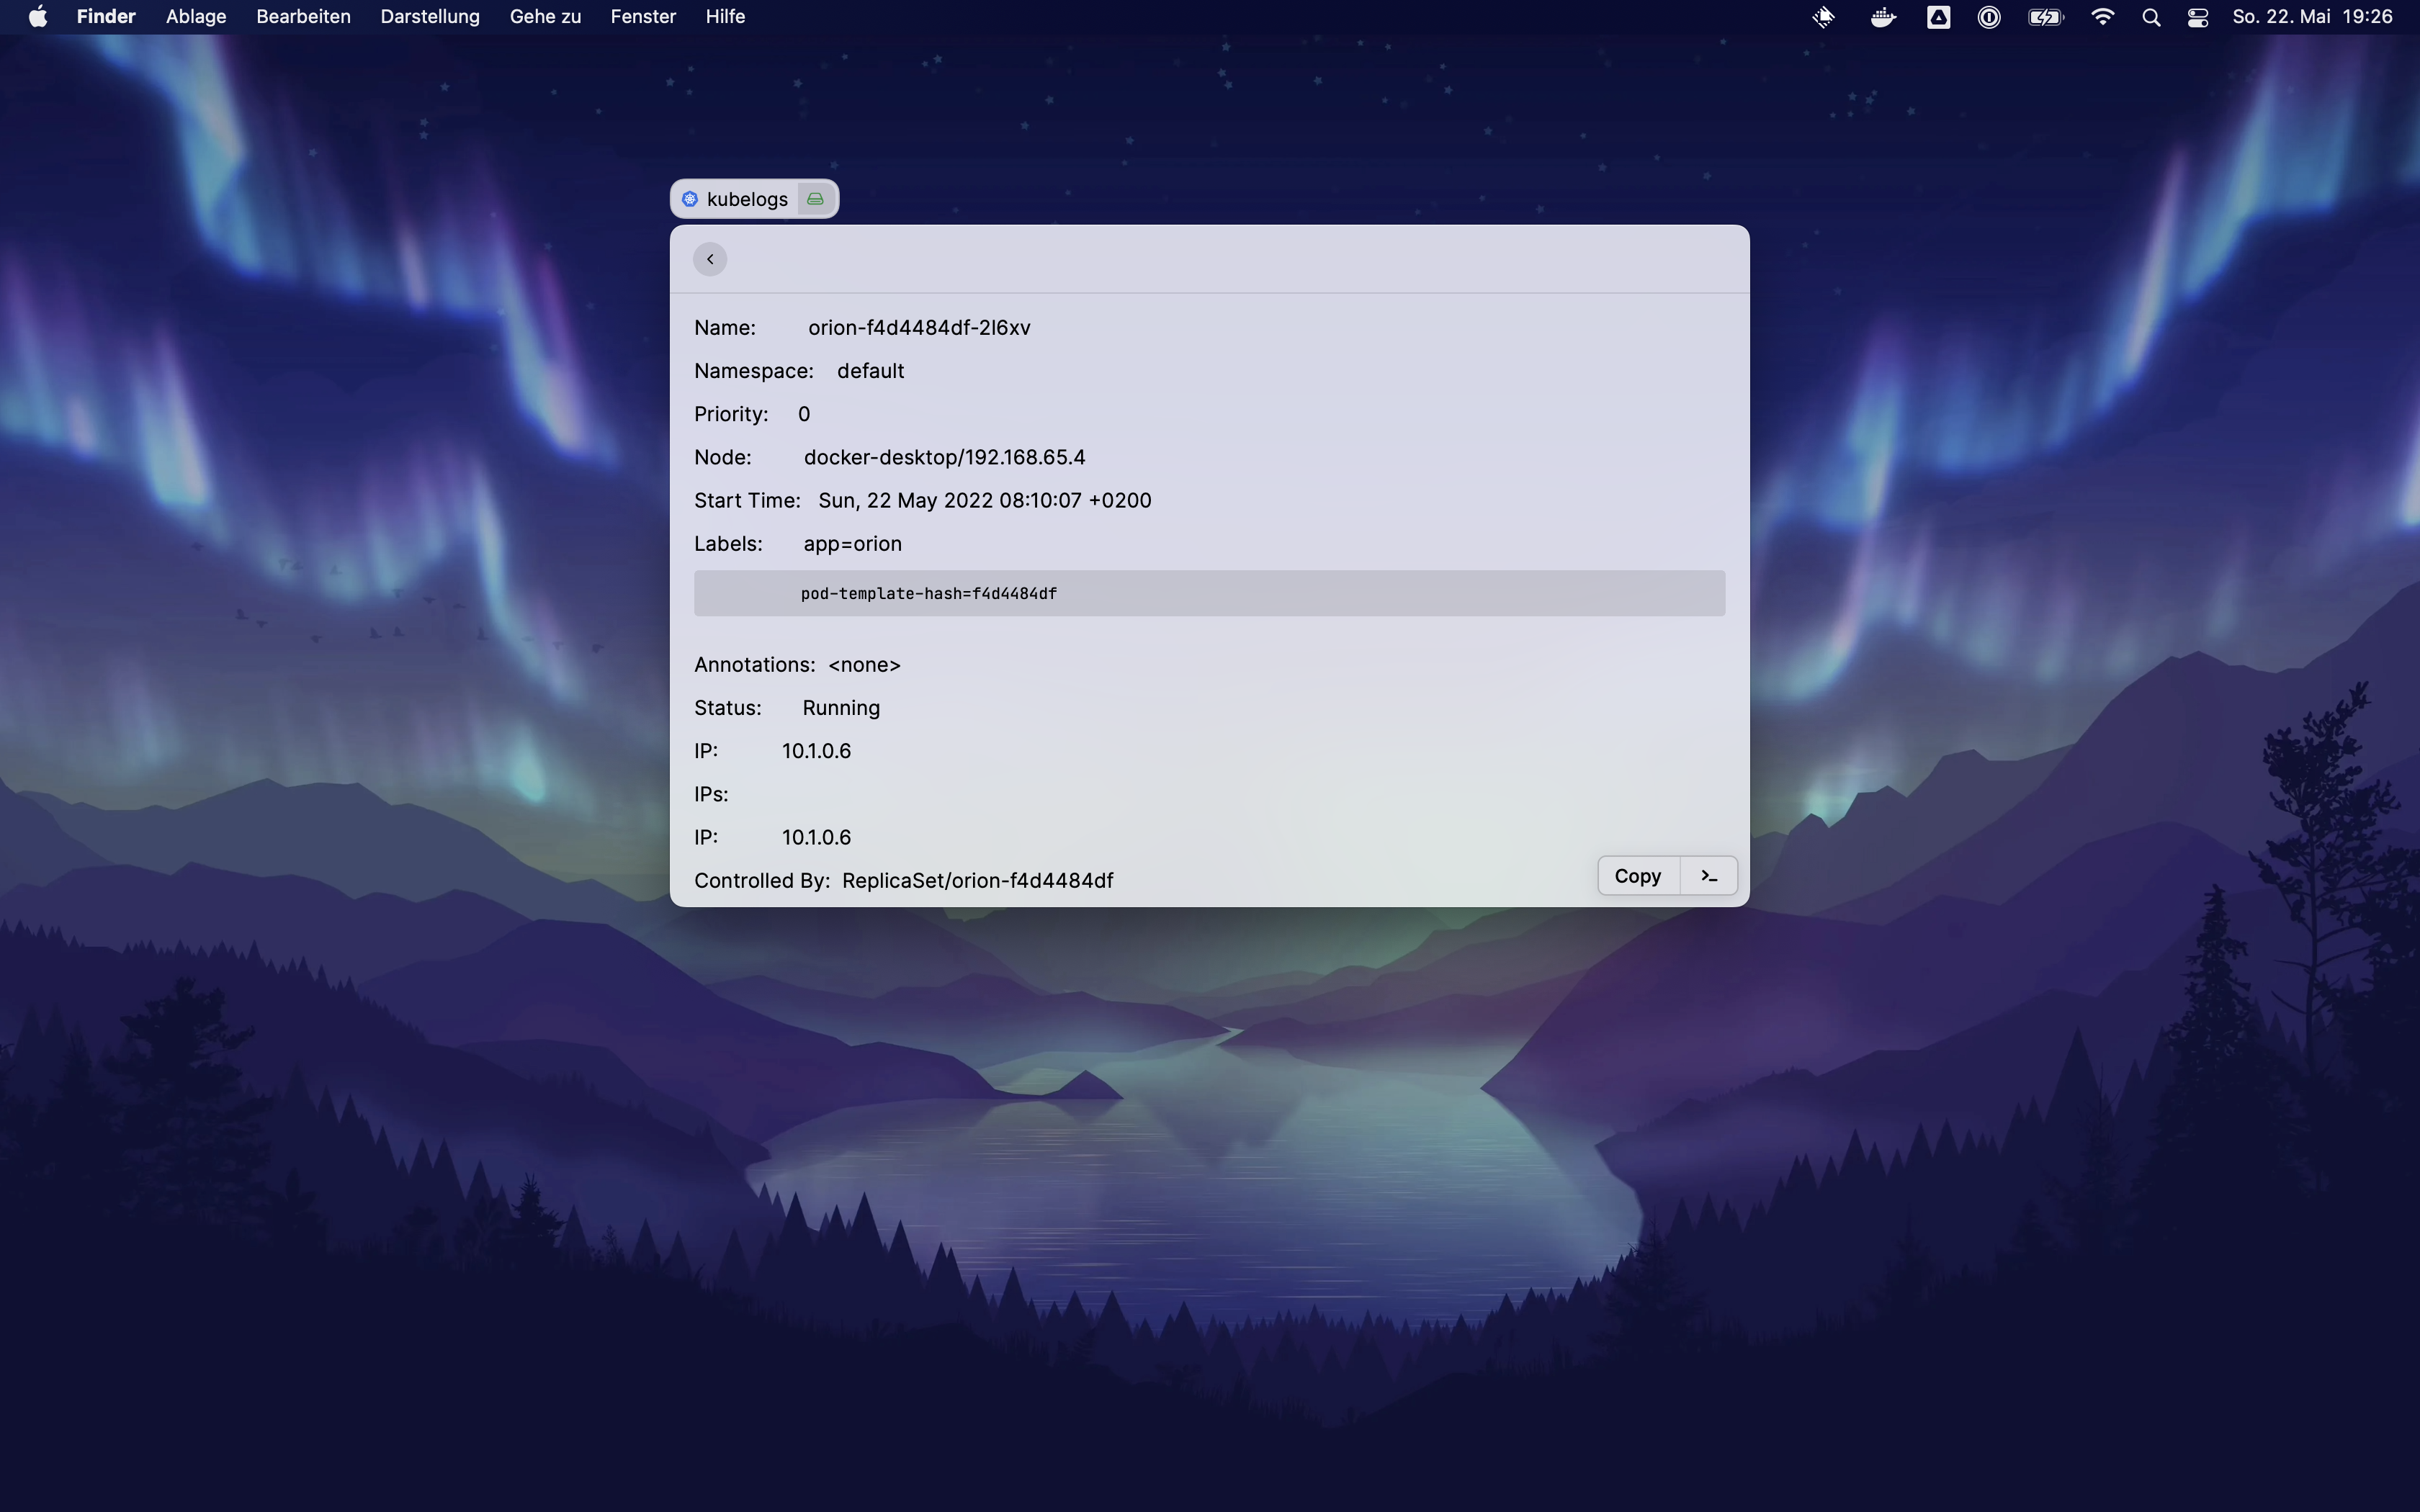 Finder Ablage Bearbeiten Darstellung Gehe zu Fenster Hilfe So. 22. Mai 19:26
kubelogs
Name: orion-f4d4484df-2l6xv
Namespace: default
Priority: 0
Node: docker-desktop/192.168.65.4
Start Time: Sun, 22 May 2022 08:10:07 +0200
Labels: app=orion
pod-template-hash=f4d4484df
Annotations: <none>
Status: Running
IP: 10.1.0.6
IPs:
IP: 10.1.0.6
Controlled By: ReplicaSet/orion-f4d4484df
Copy >_